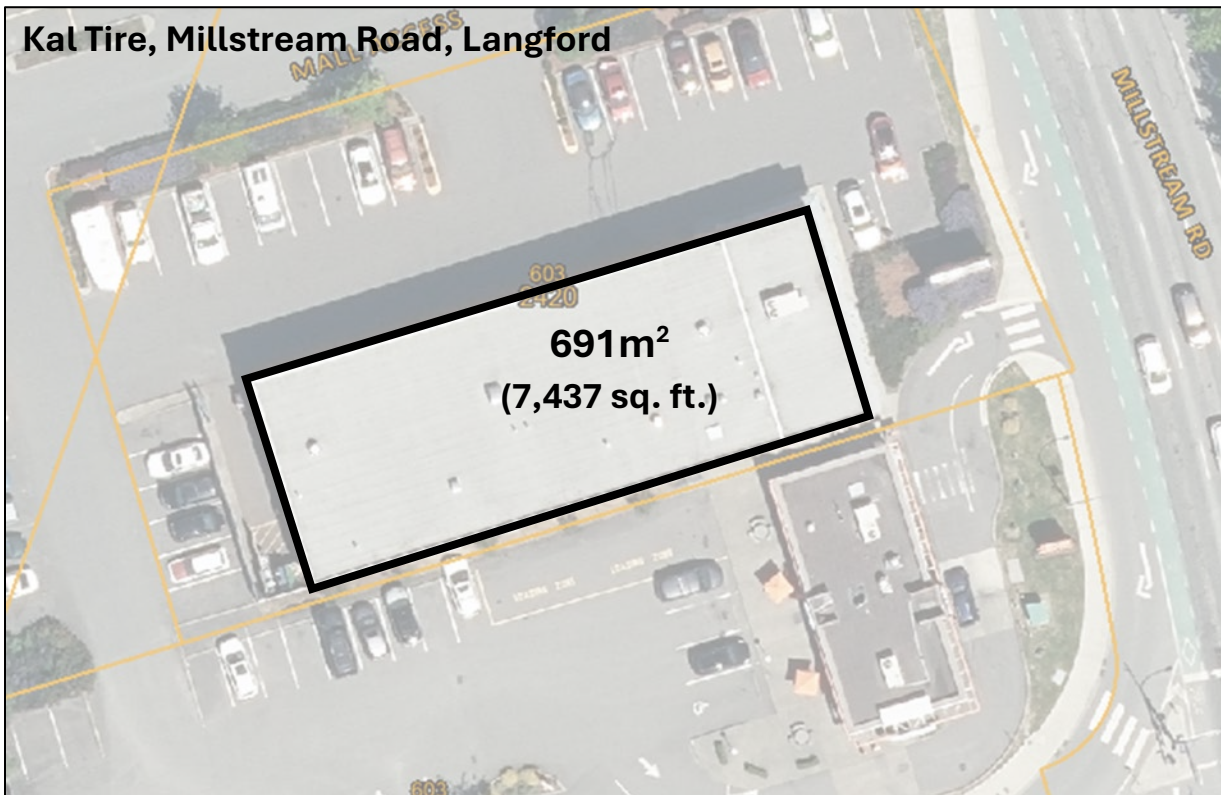 Kal Tire, Millstream Road, Langford
MALL ACCESS
MILLSTREAM RD
603
2420
691m²
(7,437 sq. ft.)
603